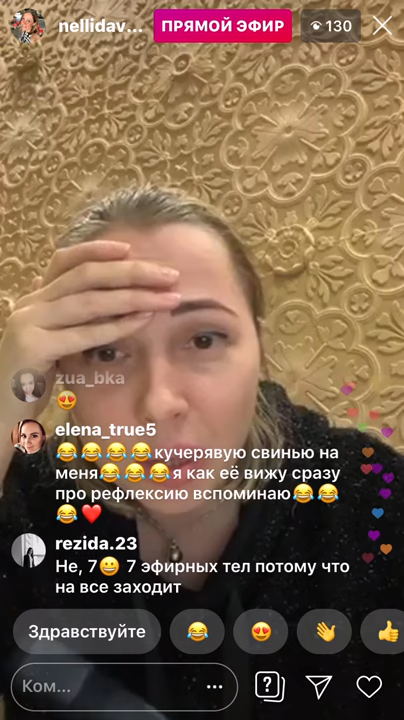 nellidav...
ПРЯМОЙ ЭФИР
130
zua_bka
😍
elena_true5
😂😂😂😂кучерявую свинью на
меня😂😂😂я как её вижу сразу
про рефлексию вспоминаю😂😂
😂❤️
rezida.23
Не, 7😀 7 эфирных тел потому что
на все заходит
Здравствуйте 😂 😍 👋 👍
Ком...